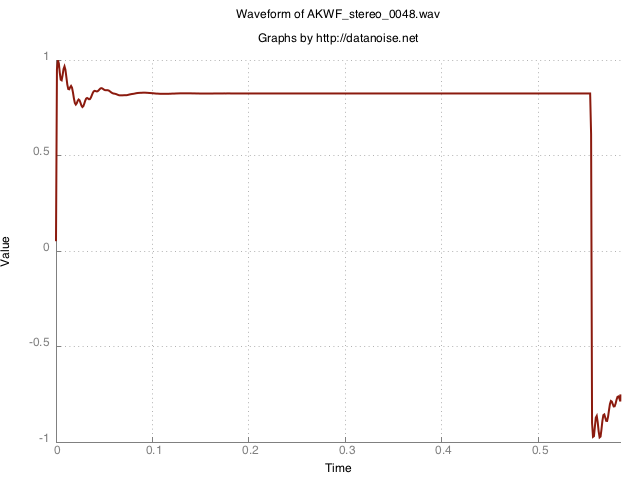 Waveform of AKWF_stereo_0048.wav
Graphs by http://datanoise.net
1
0.5
0
-0.5
-1
Value
0 0.1 0.2 0.3 0.4 0.5
Time